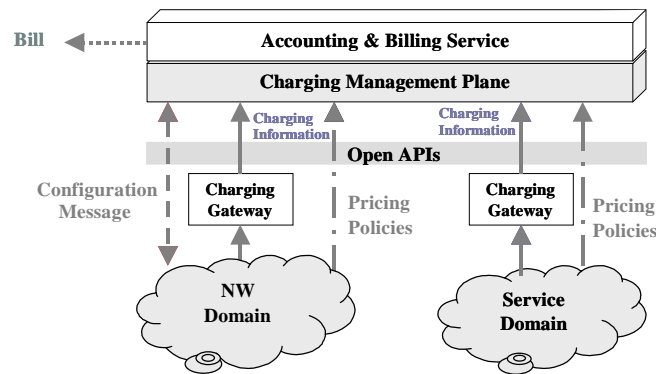 Bill
Accounting & Billing Service
Charging Management Plane
Charging
Information
Charging
Information
Open APIs
Configuration
Message
Charging
Gateway
Pricing
Policies
Charging
Gateway
Pricing
Policies
NW
Domain
Service
Domain